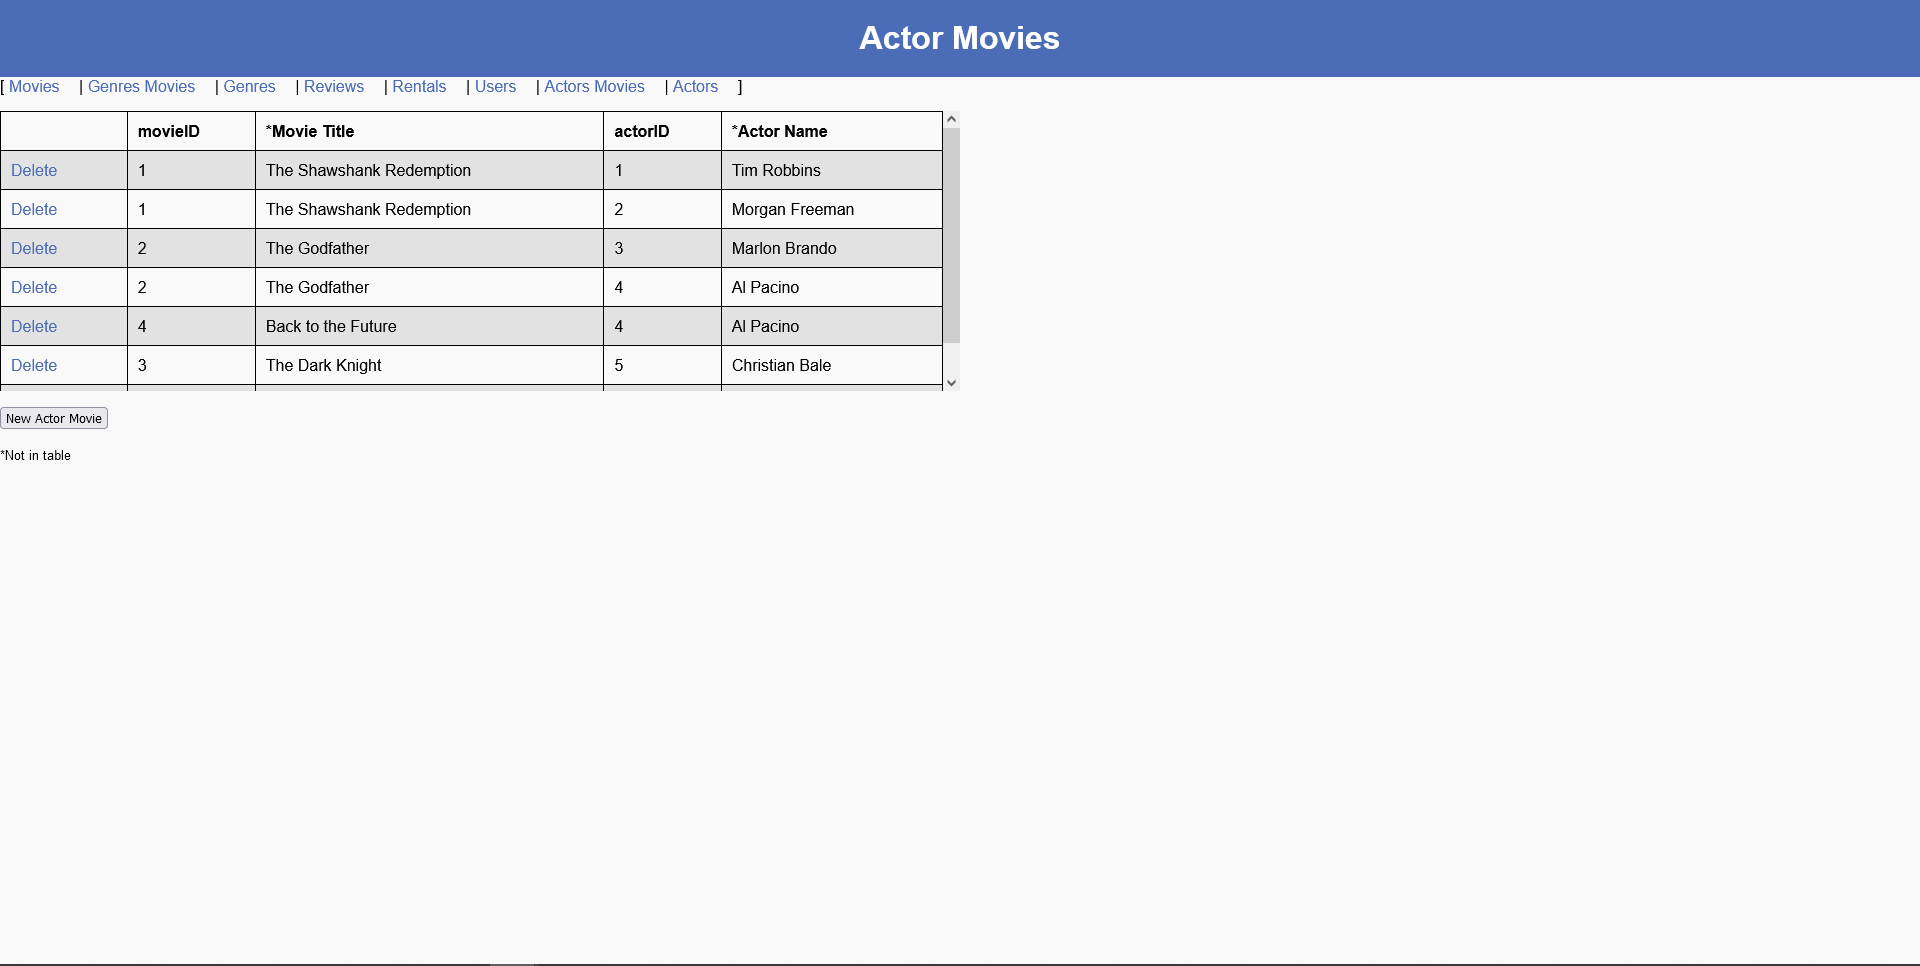 Actor Movies
[ Movies | Genres Movies | Genres | Reviews | Rentals | Users | Actors Movies | Actors ]
movieID *Movie Title actorID *Actor Name
Delete 1 The Shawshank Redemption 1 Tim Robbins
Delete 1 The Shawshank Redemption 2 Morgan Freeman
Delete 2 The Godfather 3 Marlon Brando
Delete 2 The Godfather 4 Al Pacino
Delete 4 Back to the Future 4 Al Pacino
Delete 3 The Dark Knight 5 Christian Bale
New Actor Movie
*Not in table